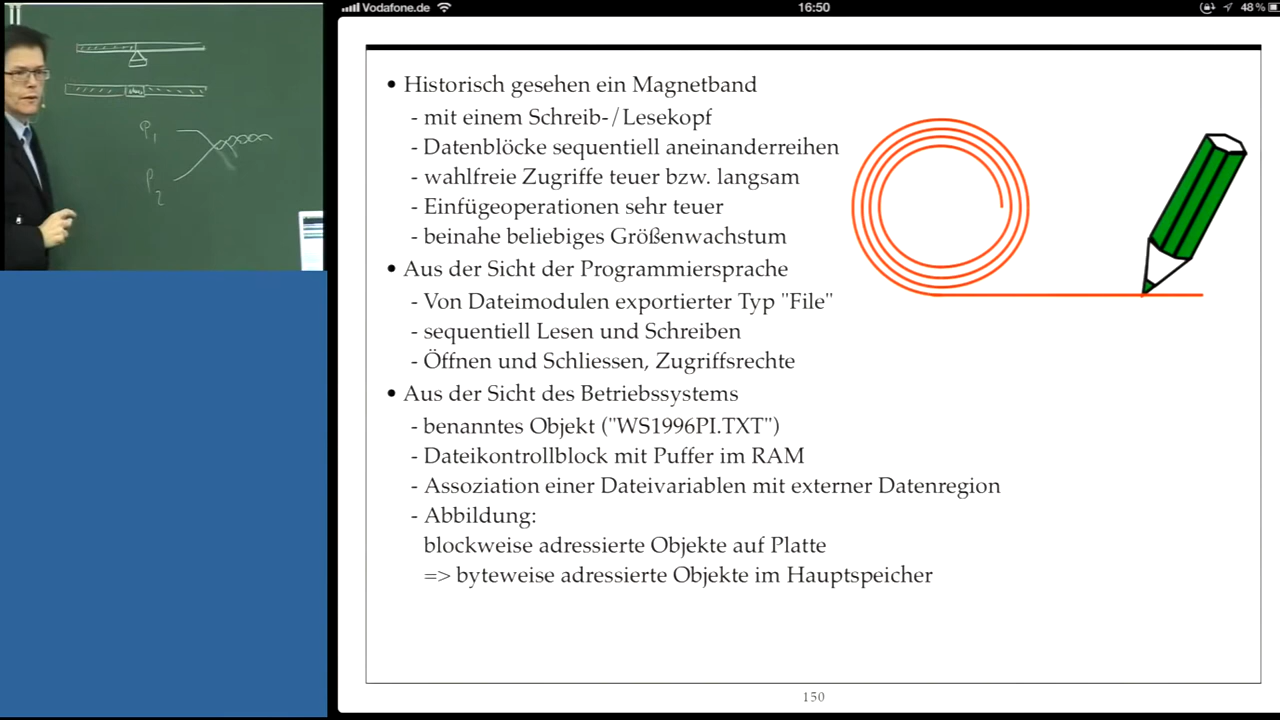 Vodafone.de
16:50
48%
P1
P2
• Historisch gesehen ein Magnetband
- mit einem Schreib-/Lesekopf
- Datenblöcke sequentiell aneinanderreihen
- wahlfreie Zugriffe teuer bzw. langsam
- Einfügeoperationen sehr teuer
- beinahe beliebiges Größenwachstum
• Aus der Sicht der Programmiersprache
- Von Dateimodulen exportierter Typ "File"
- sequentiell Lesen und Schreiben
- Öffnen und Schliessen, Zugriffsrechte
• Aus der Sicht des Betriebssystems
- benanntes Objekt ("WS1996PI.TXT")
- Dateikontrollblock mit Puffer im RAM
- Assoziation einer Dateivariablen mit externer Datenregion
- Abbildung:
blockweise adressierte Objekte auf Platte
=> byteweise adressierte Objekte im Hauptspeicher
150